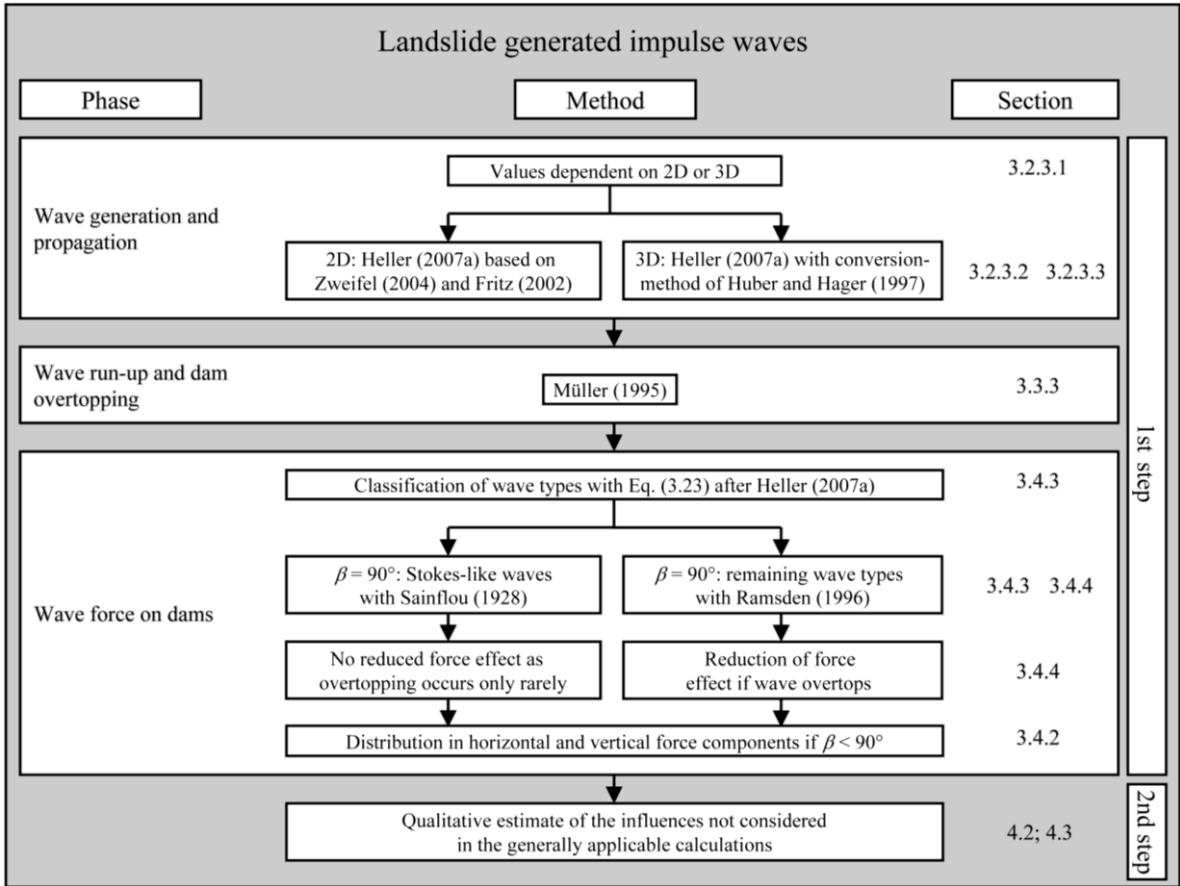 Landslide generated impulse waves
Phase
Method
Section
Values dependent on 2D or 3D
3.2.3.1
Wave generation and
propagation
2D: Heller (2007a) based on
Zweifel (2004) and Fritz (2002)
3D: Heller (2007a) with conversion-
method of Huber and Hager (1997)
3.2.3.2 3.2.3.3
Wave run-up and dam
overtopping
Müller (1995)
3.3.3
Classification of wave types with Eq. (3.23) after Heller (2007a)
3.4.3
β = 90°: Stokes-like waves
with Sainflou (1928)
β = 90°: remaining wave types
with Ramsden (1996)
3.4.3 3.4.4
Wave force on dams
No reduced force effect as
overtopping occurs only rarely
Reduction of force
effect if wave overtops
3.4.4
Distribution in horizontal and vertical force components if β < 90°
3.4.2
1st step
Qualitative estimate of the influences not considered
in the generally applicable calculations
4.2; 4.3
2nd step